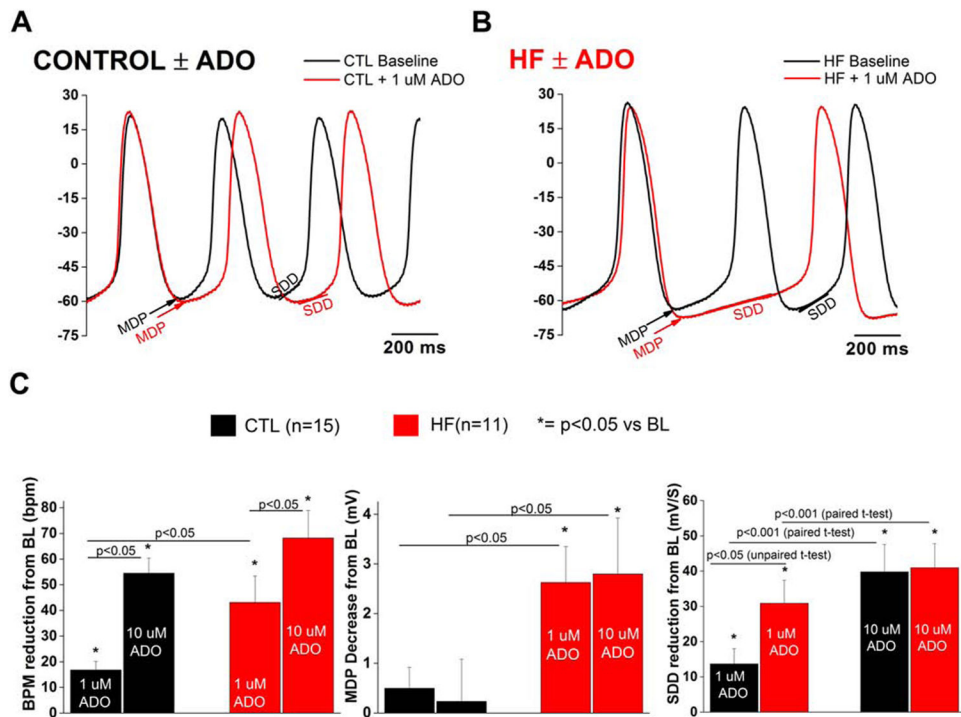 A
CONTROL ± ADO
CTL Baseline
CTL + 1 uM ADO
30
15
0
-15
-30
-45
-60
-75
MDP
MDP
SDD
SDD
200 ms
B
HF ± ADO
HF Baseline
HF + 1 uM ADO
30
15
0
-15
-30
-45
-60
-75
MDP
MDP
SDD
SDD
200 ms
C
CTL (n=15)
HF(n=11)
*= p<0.05 vs BL
BPM reduction from BL (bpm)
80
70
60
50
40
30
20
10
0
p<0.05
p<0.05
p<0.05
*
*
*
*
1 uM
ADO
10 uM
ADO
1 uM
ADO
10 uM
ADO
MDP Decrease from BL (mV)
4
3
2
1
0
p<0.05
p<0.05
*
*
1 uM
ADO
10 uM
ADO
SDD reduction from BL (mV/S)
60
50
40
30
20
10
0
p<0.001 (paired t-test)
p<0.001 (paired t-test)
p<0.05 (unpaired t-test)
*
*
*
*
1 uM
ADO
1 uM
ADO
10 uM
ADO
10 uM
ADO